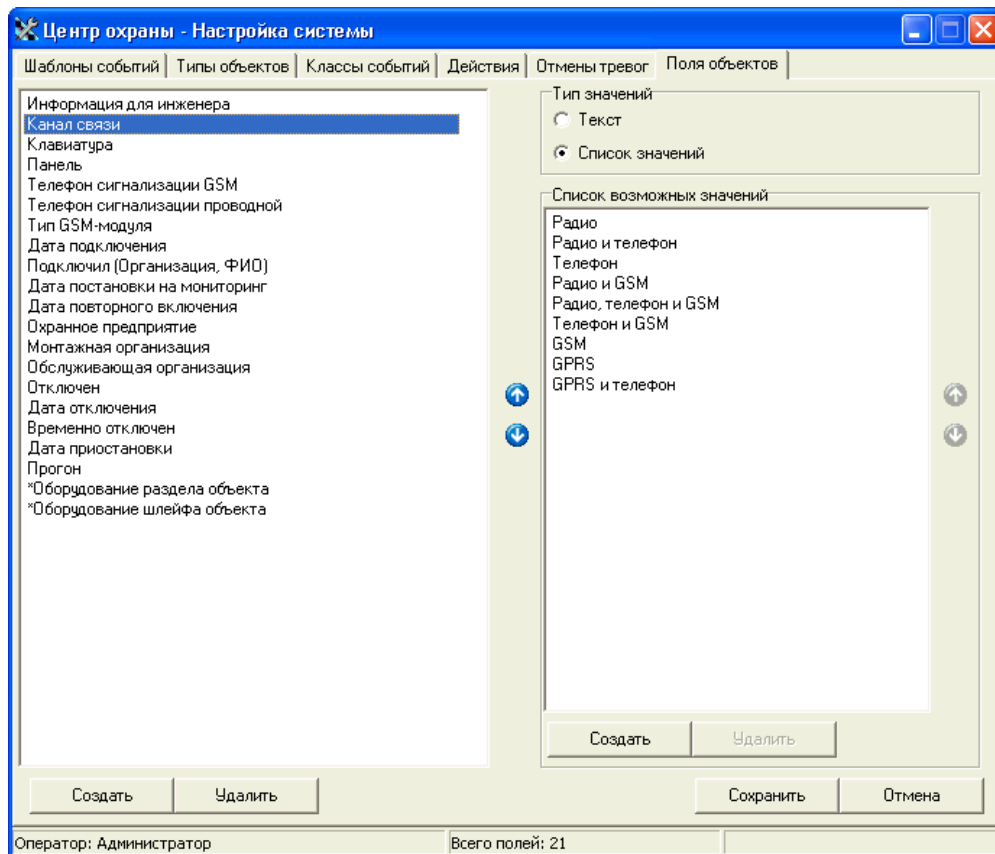 Центр охраны - Настройка системы
Шаблоны событий Типы объектов Классы событий Действия Отмены тревог Поля объектов
Информация для инженера
Канал связи
Клавиатура
Панель
Телефон сигнализации GSM
Телефон сигнализации проводной
Тип GSM-модуля
Дата подключения
Подключил (Организация, ФИО)
Дата постановки на мониторинг
Дата повторного включения
Охранное предприятие
Монтажная организация
Обслуживающая организация
Отключен
Дата отключения
Временно отключен
Дата приостановки
Прогон
*Оборудование раздела объекта
*Оборудование шлейфа объекта
Создать Удалить
Тип значений
Текст
Список значений
Список возможных значений
Радио
Радио и телефон
Телефон
Радио и GSM
Радио, телефон и GSM
Телефон и GSM
GSM
GPRS
GPRS и телефон
Создать Удалить
Сохранить Отмена
Оператор: Администратор Всего полей: 21